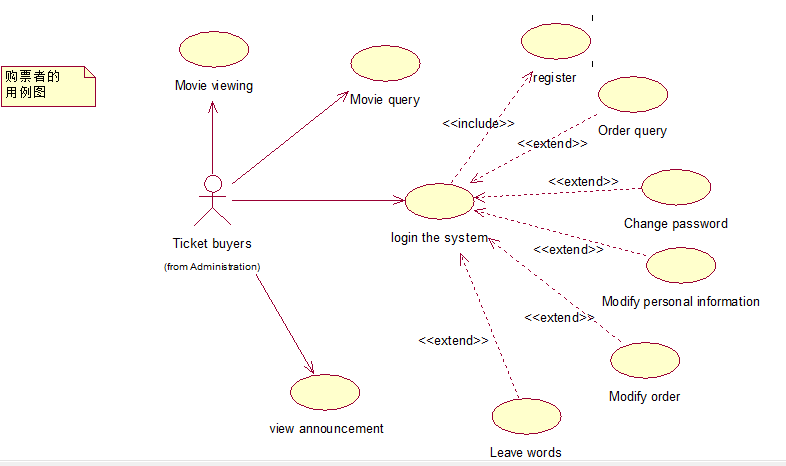 购票者的
用例图
Movie viewing
Movie query
register
<<include>>
Order query
<<extend>>
<<extend>>
Change password
Ticket buyers
(from Administration)
login the system
<<extend>>
Modify personal information
<<extend>>
<<extend>>
Modify order
view announcement
Leave words